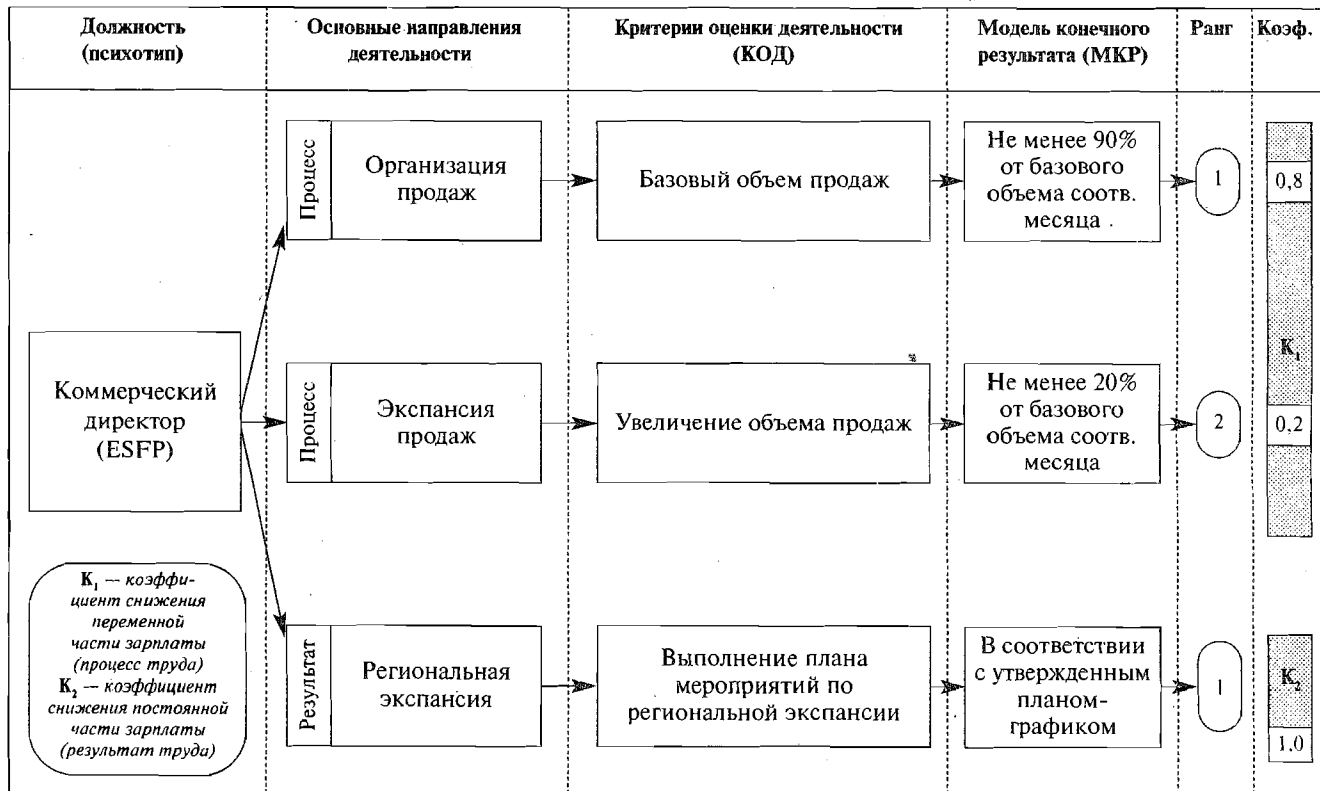 Должность
(психотип)
Основные направления
деятельности
Критерии оценки деятельности
(КОД)
Модель конечного
результата (МКР)
Ранг
Коэф.
Процесс
Организация
продаж
Базовый объем продаж
Не менее 90%
от базового
объема соотв.
месяца
1
0,8
K₁
Коммерческий
директор
(ESFP)
Процесс
Экспансия
продаж
Увеличение объема продаж
Не менее 20%
от базового
объема соотв.
месяца
2
0,2
K₁ — коэффи-
циент снижения
переменной
части зарплаты
(процесс труда)
K₂ — коэффициент
снижения постоянной
части зарплаты
(результат труда)
Результат
Региональная
экспансия
Выполнение плана
мероприятий по
региональной экспансии
В соответствии
с утвержденным
планом-
графиком
1
K₂
1,0